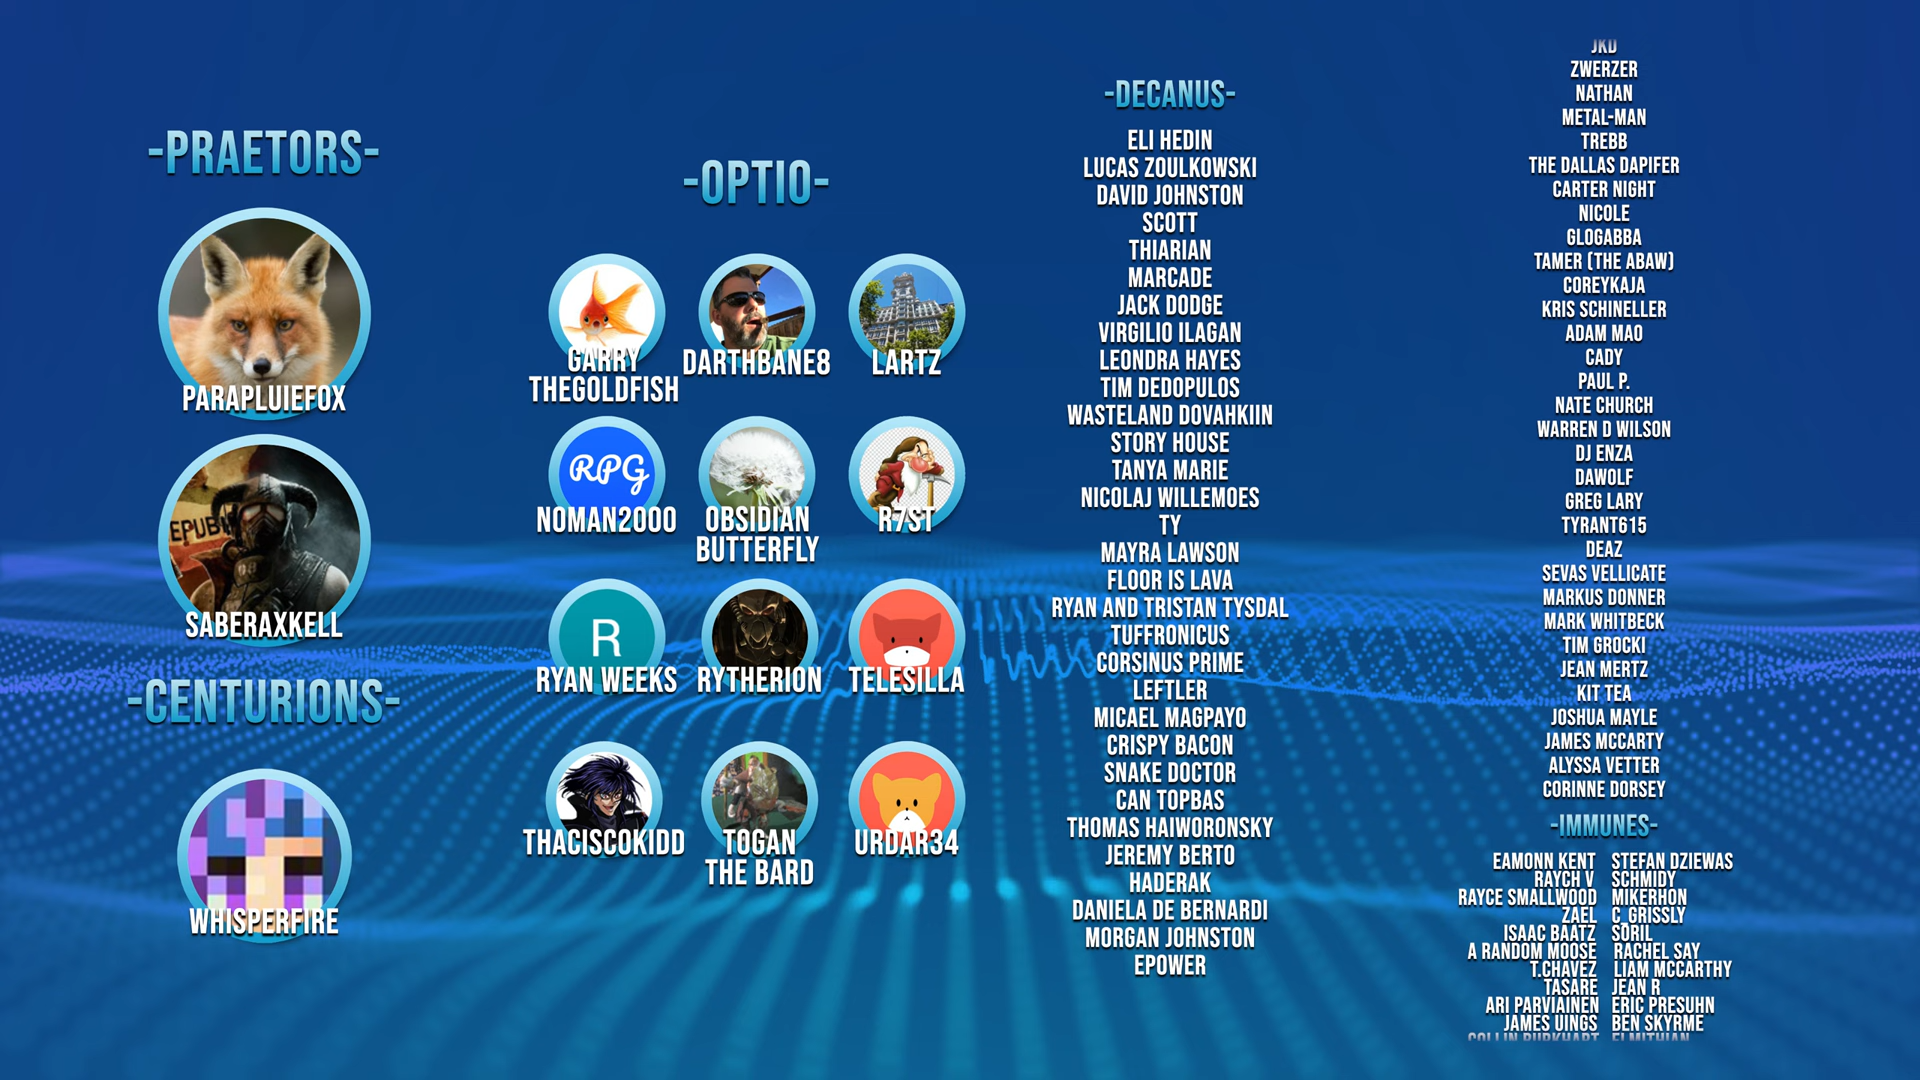 -PRAETORS-
PARAPLUIEFOX
EPUB
SABERAXKELL
-CENTURIONS-
WHISPERFIRE
-OPTIO-
GARRY
THEGOLDFISH
DARTHBANE8
LARTZ
RPG
NOMAN2000
OBSIDIAN
BUTTERFLY
R7ST
R
RYAN WEEKS
RYTHERION
TELESILLA
THACISCOKIDD
TOGAN
THE BARD
URDAR34
-DECANUS-
ELI HEDIN
LUCAS ZOULKOWSKI
DAVID JOHNSTON
SCOTT
THIARIAN
MARCADE
JACK DODGE
VIRGILIO ILAGAN
LEONDRA HAYES
TIM DEDOPULOS
WASTELAND DOVAHKIIN
STORY HOUSE
TANYA MARIE
NICOLAJ WILLEMOES
TY
MAYRA LAWSON
FLOOR IS LAVA
RYAN AND TRISTAN TYSDAL
TUFFRONICUS
CORSINUS PRIME
LEFTLER
MICAEL MAGPAYO
CRISPY BACON
SNAKE DOCTOR
CAN TOPBAS
THOMAS HAIWORONSKY
JEREMY BERTO
HADERAK
DANIELA DE BERNARDI
MORGAN JOHNSTON
EPOWER
JKD
ZWERZER
NATHAN
METAL-MAN
TREBB
THE DALLAS DAPIFER
CARTER NIGHT
NICOLE
GLOGABBA
TAMER (THE ABAW)
COREYKAJA
KRIS SCHINELLER
ADAM MAO
CADY
PAUL P.
NATE CHURCH
WARREN D WILSON
DJ ENZA
DAWOLF
GREG LARY
TYRANT615
DEAZ
SEVAS VELLICATE
MARKUS DONNER
MARK WHITBECK
TIM GROCKI
JEAN MERTZ
KIT TEA
JOSHUA MAYLE
JAMES MCCARTY
ALYSSA VETTER
CORINNE DORSEY
-IMMUNES-
EAMONN KENT STEFAN DZIEWAS
RAYCH V SCHMIDY
RAYCE SMALLWOOD MIKERHON
ZAEL C_GRISSLY
ISAAC BAATZ SORIL
A RANDOM MOOSE RACHEL SAY
T.CHAVEZ LIAM MCCARTHY
TASARE JEAN R
ARI PARVIAINEN ERIC PRESUHN
JAMES UINGS BEN SKYRME
COLLIN BURKHART ELMITHIAN